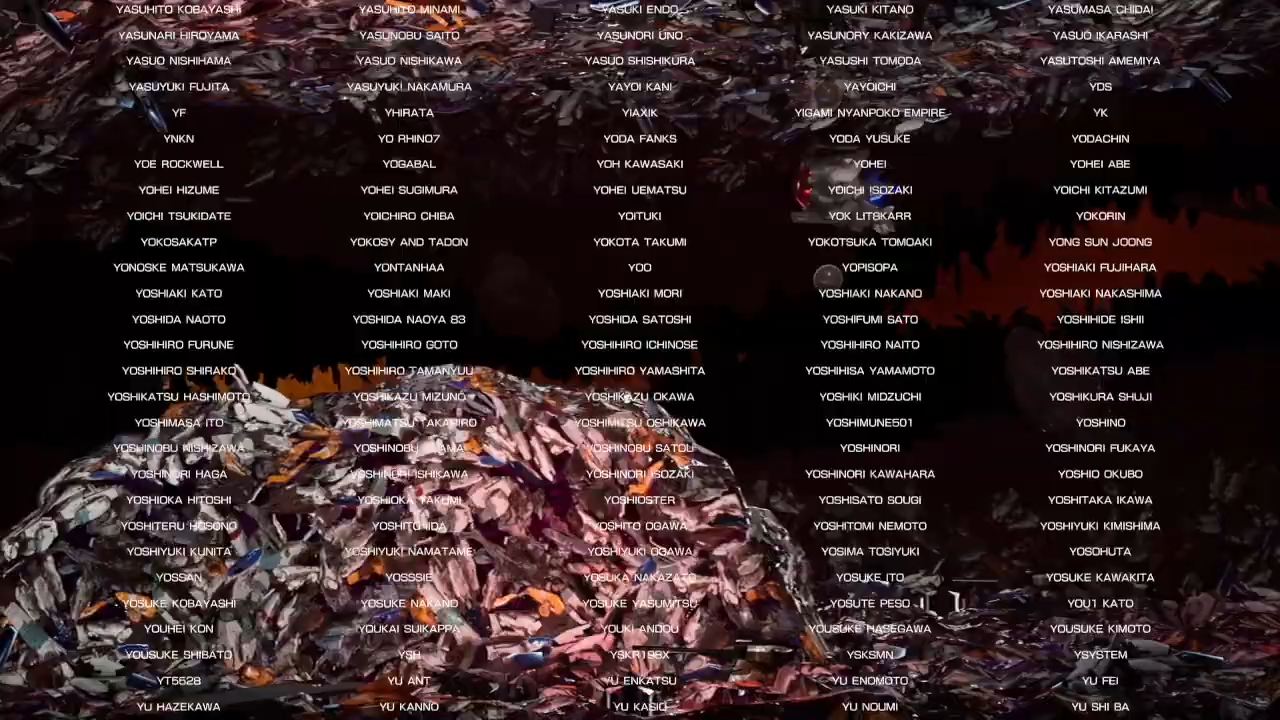 YASUHITO KOBAYASHI YASUHITO MINAMI YASUKI ENDO YASUKI KITANO YASUMASA CHIDAI
YASUNARI HIROYAMA YASUNOBU SAITO YASUNORI UNO YASUNORY KAKIZAWA YASUO IKARASHI
YASUO NISHIHAMA YASUO NISHIKAWA YASUO SHISHIKURA YASUSHI TOMODA YASUTOSHI AMEMIYA
YASUYUKI FUJITA YASUYUKI NAKAMURA YAYOI KANI YAYOICHI YDS
YF YHIRATA YIAXIK YIGAMI NYANPOKO EMPIRE YK
YNKN YO RHINO7 YODA FANKS YODA YUSUKE YODACHIN
YOE ROCKWELL YOGABAL YOH KAWASAKI YOHEI YOHEI ABE
YOHEI HIZUME YOHEI SUGIMURA YOHEI UEMATSU YOICHI ISOZAKI YOICHI KITAZUMI
YOICHI TSUKIDATE YOICHIRO CHIBA YOITUKI YOK LIT&KARR YOKORIN
YOKOSAKATP YOKOSY AND TADON YOKOTA TAKUMI YOKOTSUKA TOMOAKI YONG SUN JOONG
YONOSKE MATSUKAWA YONTANHAA YOO YOPISOPA YOSHIAKI FUJIHARA
YOSHIAKI KATO YOSHIAKI MAKI YOSHIAKI MORI YOSHIAKI NAKANO YOSHIAKI NAKASHIMA
YOSHIDA NAOTO YOSHIDA NAOYA 83 YOSHIDA SATOSHI YOSHIFUMI SATO YOSHIHIDE ISHII
YOSHIHIRO FURUNE YOSHIHIRO GOTO YOSHIHIRO ICHINOSE YOSHIHIRO NAITO YOSHIHIRO NISHIZAWA
YOSHIHIRO SHIRAKO YOSHIHIRO TAMANYUU YOSHIHIRO YAMASHITA YOSHIHISA YAMAMOTO YOSHIKATSU ABE
YOSHIKATSU HASHIMOTO YOSHIKAZU MIZUNO YOSHIKAZU OKAWA YOSHIKI MIDZUCHI YOSHIKURA SHUJI
YOSHIMASA ITO YOSHIMATSU TAKAHIRO YOSHIMITSU OSHIKAWA YOSHIMUNE501 YOSHINO
YOSHINOBU NISHIZAWA YOSHINOBU YOSHINOBU SATOU YOSHINORI YOSHINORI FUKAYA
YOSHINORI HAGA YOSHINORI ISHIKAWA YOSHINORI ISOZAKI YOSHINORI KAWAHARA YOSHIO OKUBO
YOSHIOKA HITOSHI YOSHIOKA TAKUMI YOSHIOSTER YOSHISATO SOUGI YOSHITAKA IKAWA
YOSHITERU HOSONO YOSHITO IDA YOSHITO OGAWA YOSHITOMI NEMOTO YOSHIYUKI KIMISHIMA
YOSHIYUKI KUNITA YOSHIYUKI NAMATAME YOSHIYUKI OGAWA YOSIMA TOSIYUKI YOSOHUTA
YOSSAN YOSSSIE YOSUKA NAKAZATO YOSUKE ITO YOSUKE KAWAKITA
YOSUKE KOBAYASHI YOSUKE NAKANO YOSUKE YASUMITSU YOSUTE PESO YOU1 KATO
YOUHEI KON YOUKAI SUIKAPPA YOUKI ANDOU YOUSUKE HASEGAWA YOUSUKE KIMOTO
YOUSUKE SHIBATO YSH YSKR198X YSKSMN YSYSTEM
YT5528 YU ANT YU ENKATSU YU ENOMOTO YU FEI
YU HAZEKAWA YU KANNO YU KASIO YU NOUMI YU SHI BA